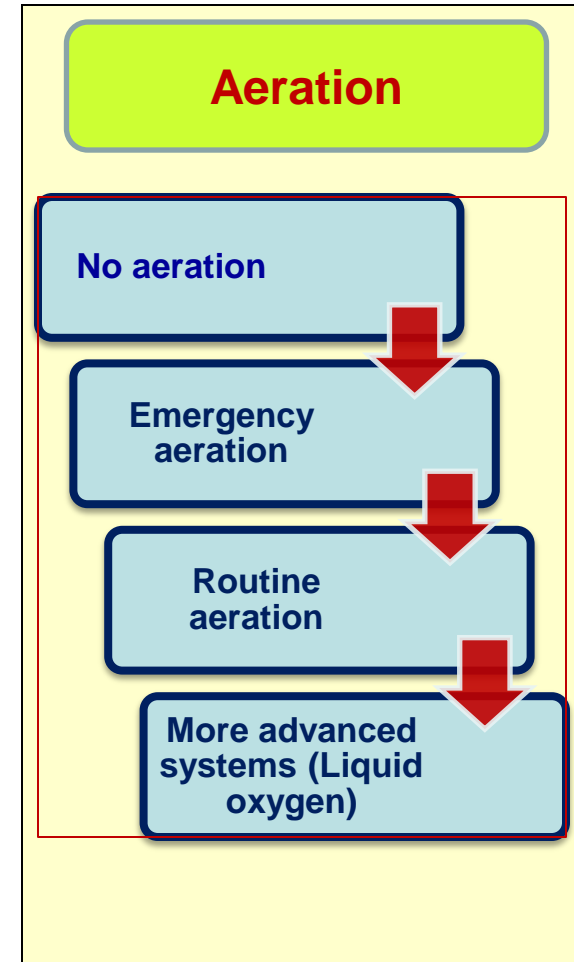 Aeration
No aeration
Emergency
aeration
Routine
aeration
More advanced
systems (Liquid
oxygen)